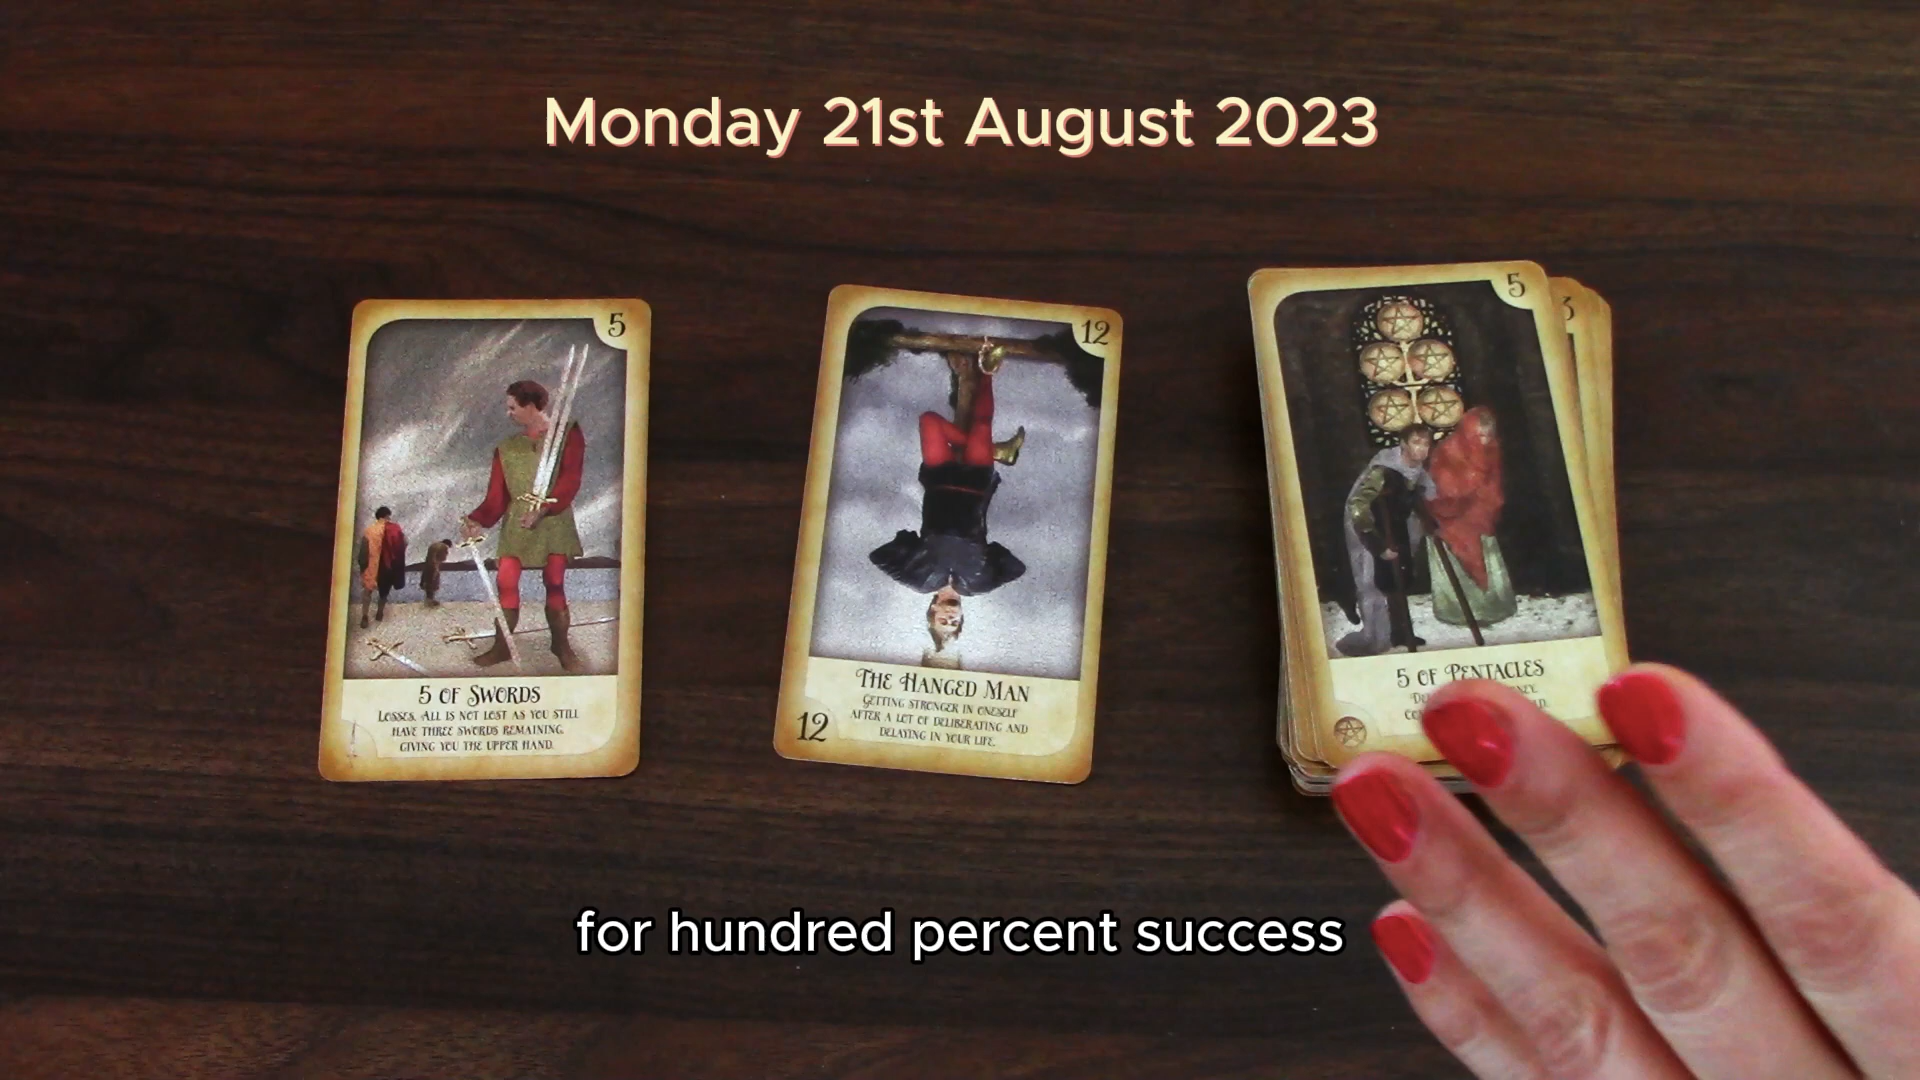 Monday 21st August 2023
5
5 OF SWORDS
LOSSES. ALL IS NOT LOST AS YOU STILL
HAVE THREE SWORDS REMAINING,
GIVING YOU THE UPPER HAND.
12
THE HANGED MAN
GETTING STRONGER IN ONESELF
AFTER A LOT OF DELIBERATING AND
DELAYING IN YOUR LIFE.
12
5
5 OF PENTACLES
for hundred percent success